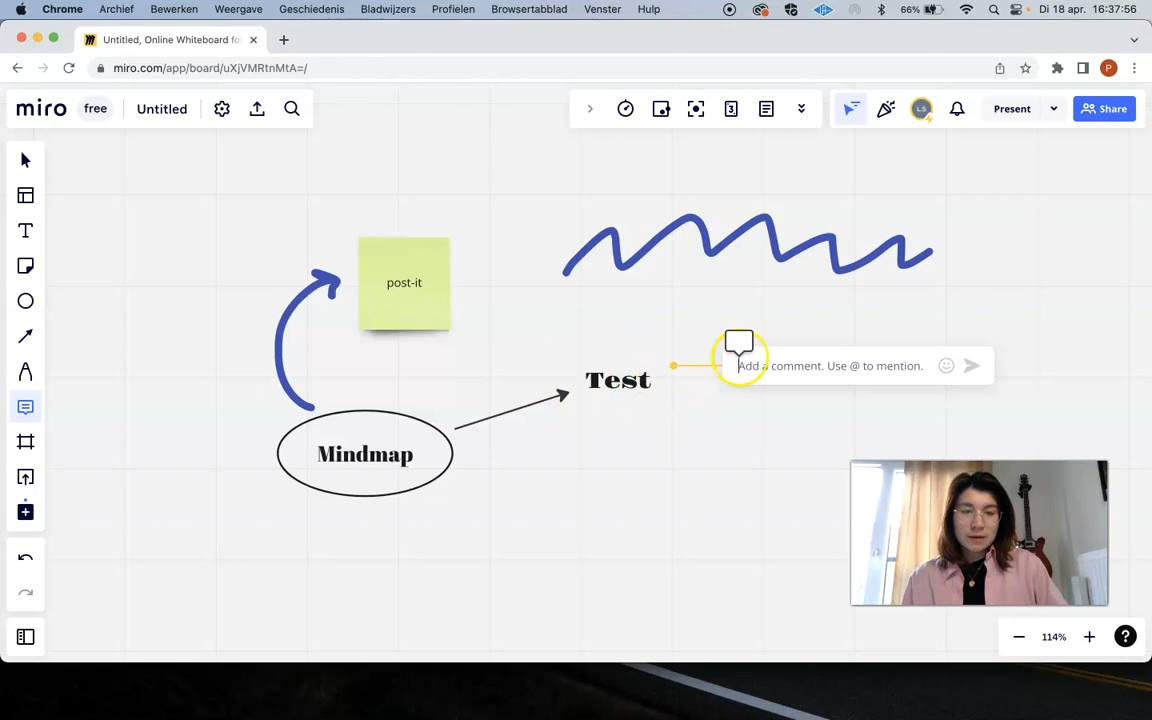 Chrome Archief Bewerken Weergave Geschiedenis Bladwijzers Profielen Browsertabblad Venster Hulp 66% Di 18 apr. 16:37:56
Untitled, Online Whiteboard fo
miro.com/app/board/uXjVMRtnMtA=/ P
miro free Untitled 3 LS Present Share
post-it
Add a comment. Use @ to mention.
Test
Mindmap
114% ?